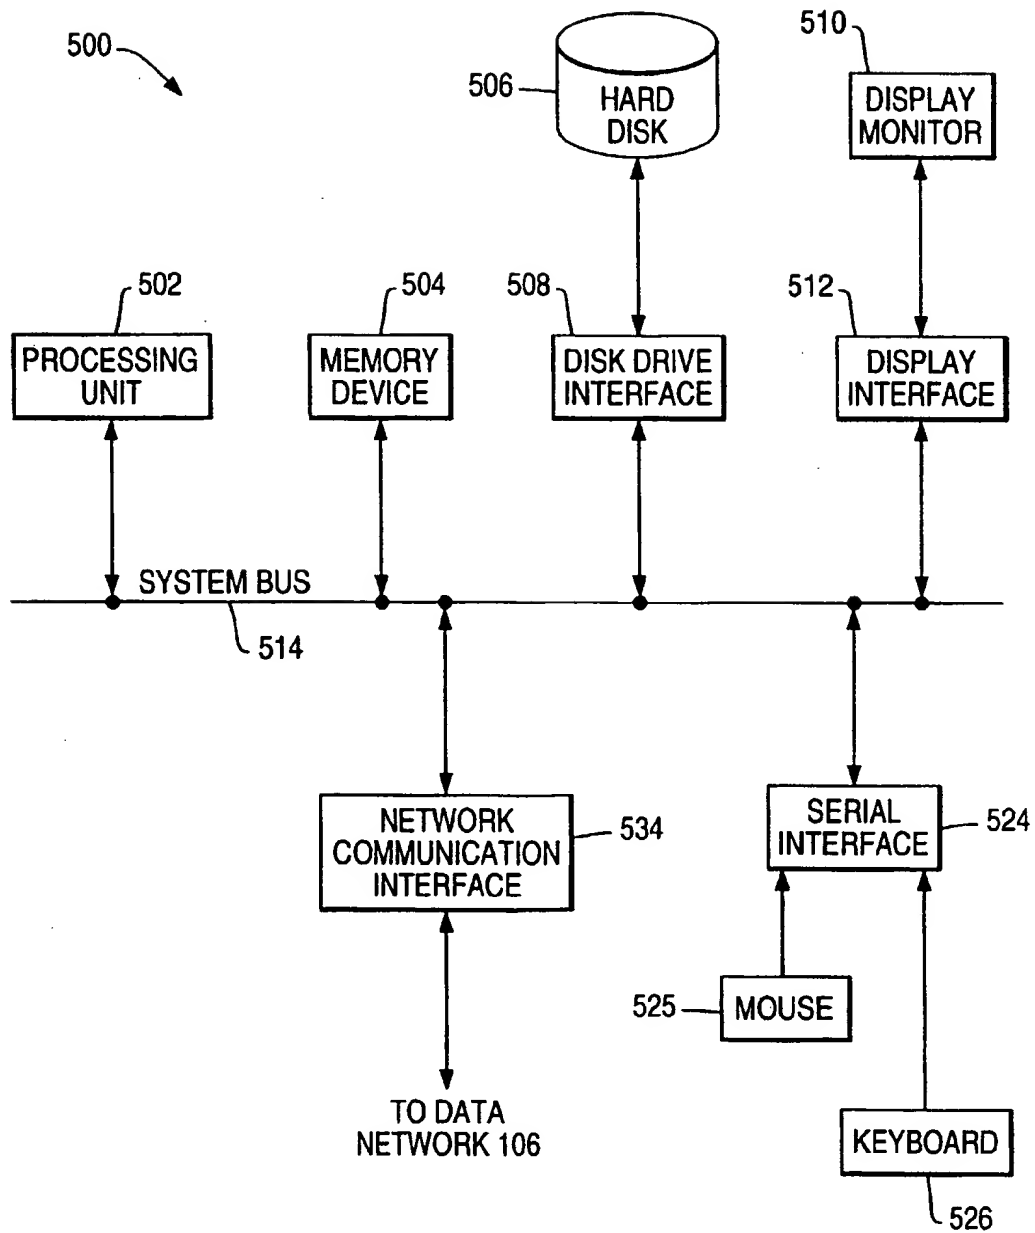 500
506
HARD
DISK
510
DISPLAY
MONITOR
502
PROCESSING
UNIT
504
MEMORY
DEVICE
508
DISK DRIVE
INTERFACE
512
DISPLAY
INTERFACE
SYSTEM BUS
514
NETWORK
COMMUNICATION
INTERFACE
534
SERIAL
INTERFACE
524
525
MOUSE
TO DATA
NETWORK 106
KEYBOARD
526